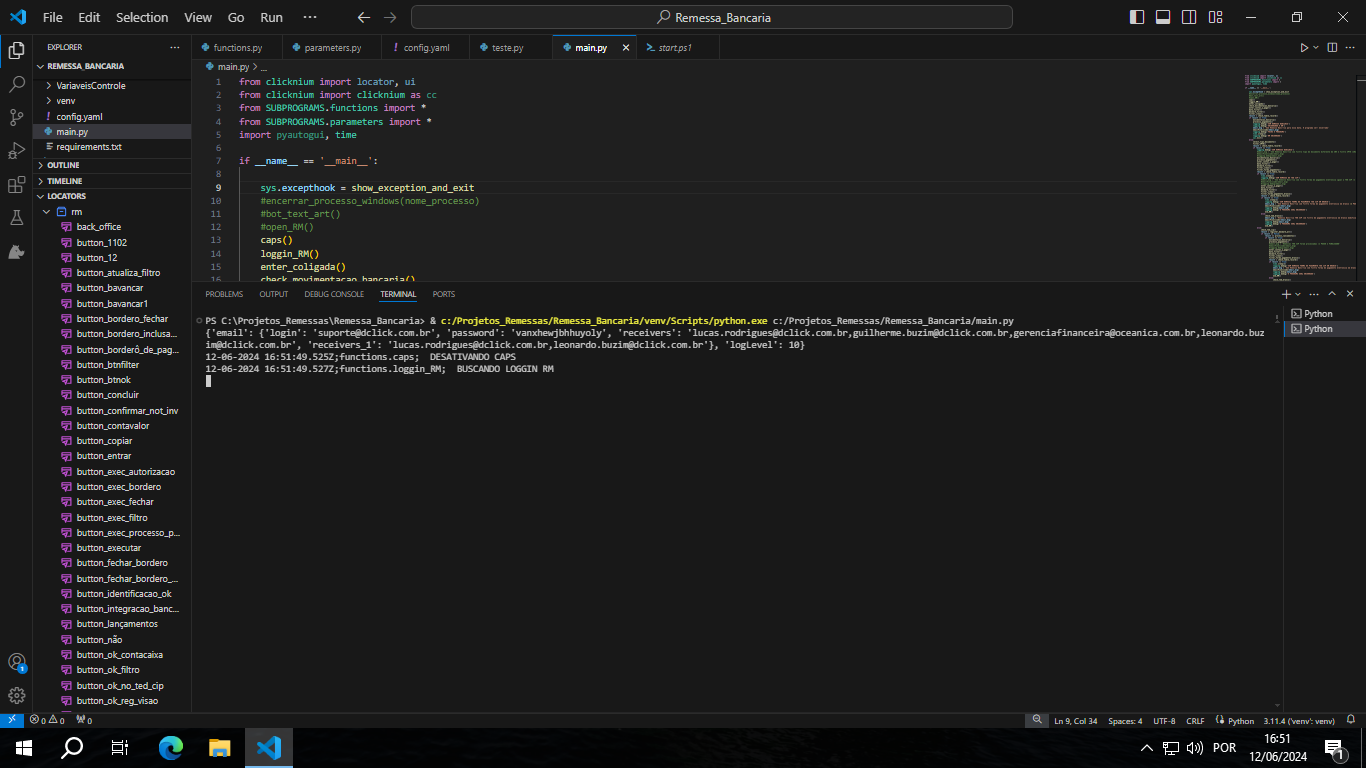 File Edit Selection View Go Run ··· Remessa_Bancaria
EXPLORER ···
REMESSA_BANCARIA
VariaveisControle
venv
config.yaml
main.py
requirements.txt
OUTLINE
TIMELINE
LOCATORS
rm
back_office
button_1102
button_12
button_atualiza_filtro
button_bavancar
button_bavancar1
button_bordero_fechar
button_bordero_inclusa...
button_borderô_de_pag...
button_btnfilter
button_btnok
button_concluir
button_confirmar_not_inv
button_contavalor
button_copiar
button_entrar
button_exec_autorizacao
button_exec_bordero
button_exec_fechar
button_exec_filtro
button_exec_processo_p...
button_executar
button_fechar_bordero
button_fechar_bordero_...
button_identificacao_ok
button_integracao_banc...
button_lançamentos
button_não
button_ok_contacaixa
button_ok_filtro
button_ok_no_ted_cip
button_ok_reg_visao
functions.py parameters.py ! config.yaml teste.py main.py start.ps1
main.py > ...
1 from clicknium import locator, ui
2 from clicknium import clicknium as cc
3 from SUBPROGRAMS.functions import *
4 from SUBPROGRAMS.parameters import *
5 import pyautogui, time
6
7 if __name__ == '__main__':
8
9 sys.excepthook = show_exception_and_exit
10 #encerrar_processo_windows(nome_processo)
11 #bot_text_art()
12 #open_RM()
13 caps()
14 loggin_RM()
15 enter_coligada()
16 check_movimentacao_bancaria()
PROBLEMS OUTPUT DEBUG CONSOLE TERMINAL PORTS
PS C:\Projetos_Remessas\Remessa_Bancaria> & c:/Projetos_Remessas/Remessa_Bancaria/venv/Scripts/python.exe c:/Projetos_Remessas/Remessa_Bancaria/main.py
{'email': {'login': 'suporte@dclick.com.br', 'password': 'vanxhewjbhhuyoly', 'receivers': 'lucas.rodrigues@dclick.com.br,guilherme.buzim@dclick.com.br,gerenciafinanceira@oceanica.com.br,leonardo.buz
im@dclick.com.br', 'receivers_1': 'lucas.rodrigues@dclick.com.br,leonardo.buzim@dclick.com.br'}, 'logLevel': 10}
12-06-2024 16:51:49.525Z;functions.caps; DESATIVANDO CAPS
12-06-2024 16:51:49.527Z;functions.loggin_RM; BUSCANDO LOGGIN RM
Python
Python
0 0 0 Ln 9, Col 34 Spaces: 4 UTF-8 CRLF Python 3.11.4 ('venv': venv)
POR 16:51
12/06/2024
1